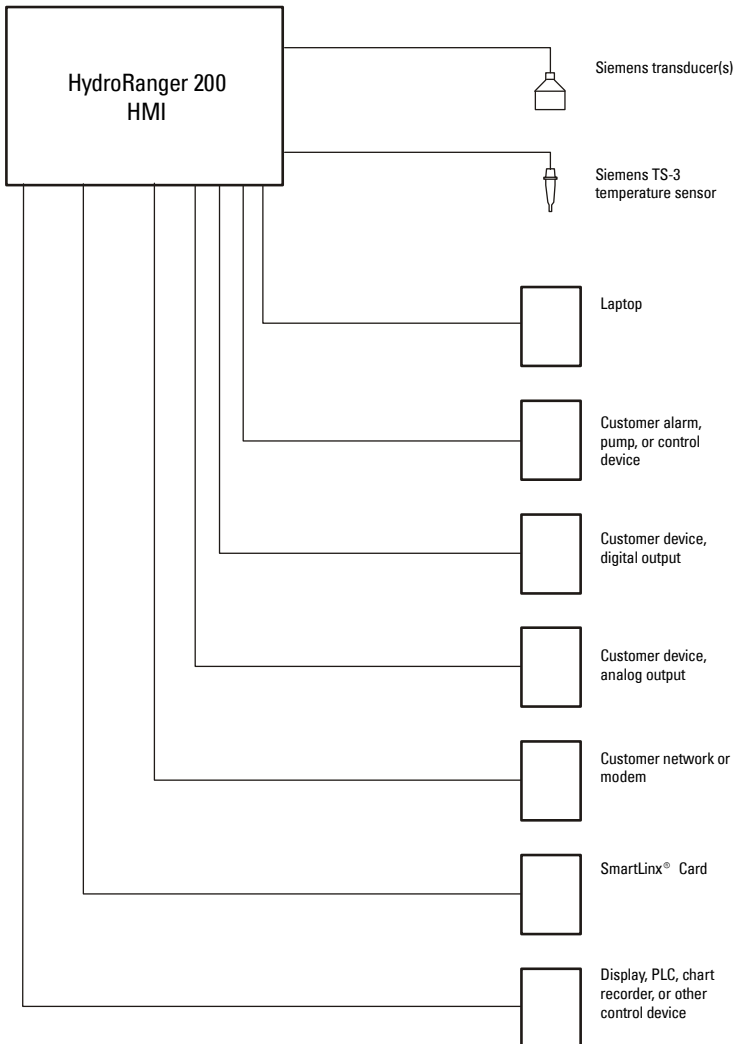 HydroRanger 200
HMI
Siemens transducer(s)
Siemens TS-3
temperature sensor
Laptop
Customer alarm,
pump, or control
device
Customer device,
digital output
Customer device,
analog output
Customer network or
modem
SmartLinx® Card
Display, PLC, chart
recorder, or other
control device